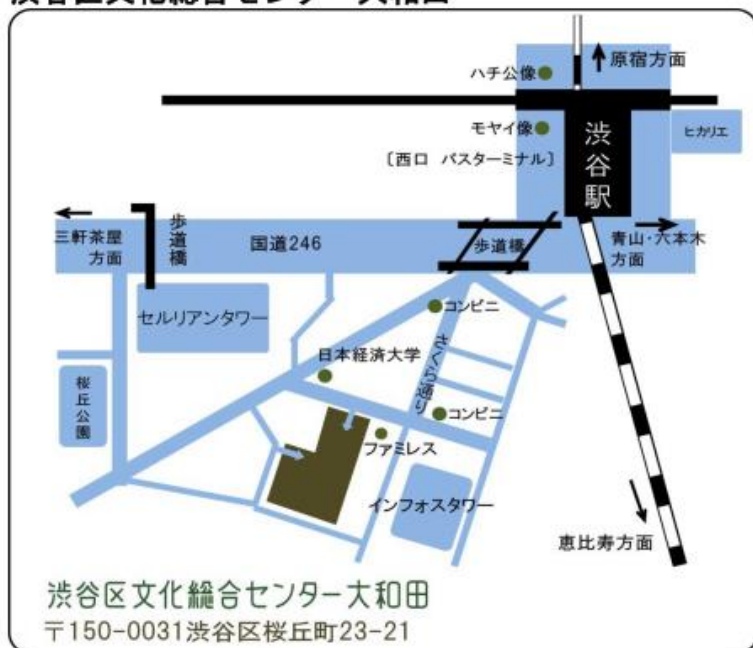 渋谷区文化総合センター大和田
原宿方面
ハチ公像
モヤイ像
ヒカリエ
渋谷駅
〔西口 バスターミナル〕
三軒茶屋
方面
歩道橋
国道246
歩道橋
青山・六本木
方面
セルリアンタワー
コンビニ
日本経済大学
さくら通り
桜丘公園
コンビニ
ファミレス
インフォスタワー
恵比寿方面
渋谷区文化総合センター大和田
〒150-0031渋谷区桜丘町23-21